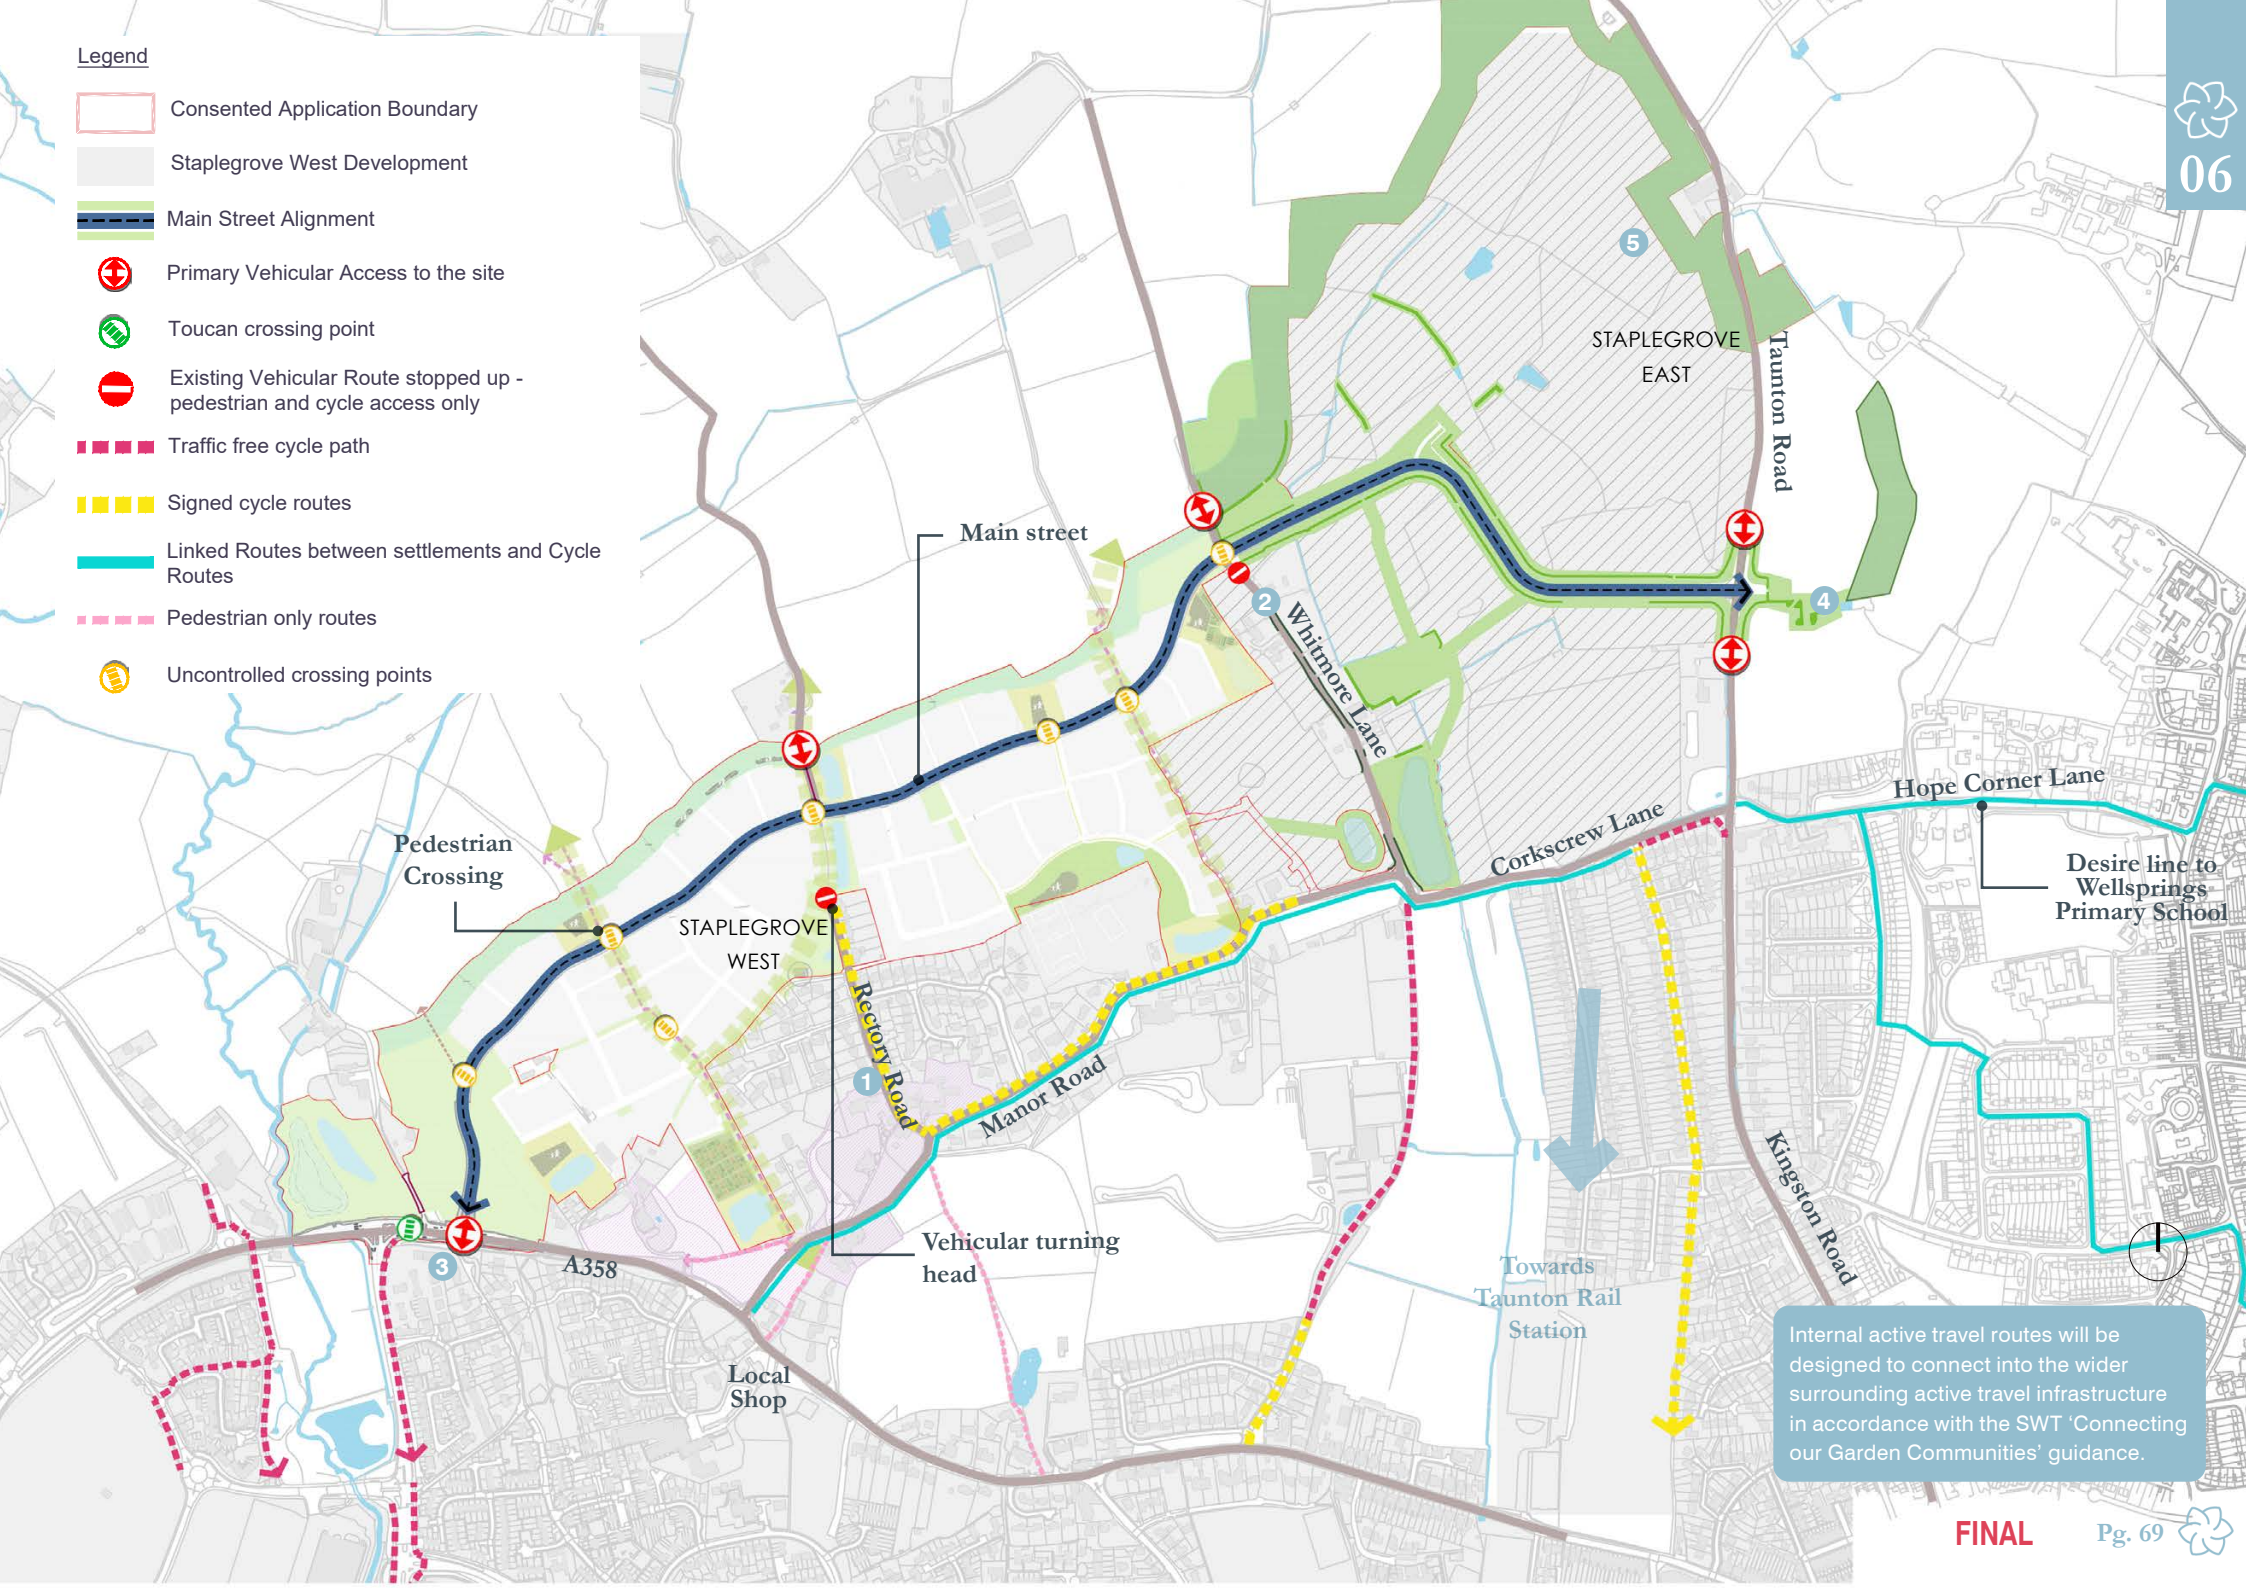 Legend
Consented Application Boundary
Staplegrove West Development
Main Street Alignment
Primary Vehicular Access to the site
Toucan crossing point
Existing Vehicular Route stopped up -
pedestrian and cycle access only
Traffic free cycle path
Signed cycle routes
Linked Routes between settlements and Cycle
Routes
Pedestrian only routes
Uncontrolled crossing points
06
5
STAPLEGROVE
EAST
Taunton Road
Main street
2
4
Whitmore Lane
Hope Corner Lane
Pedestrian
Crossing
Corkscrew Lane
Desire line to
Wellsprings
Primary School
STAPLEGROVE
WEST
Rectory Road
1
Manor Road
Kingston Road
Vehicular turning
head
3
A358
Towards
Taunton Rail
Station
Local
Shop
Internal active travel routes will be
designed to connect into the wider
surrounding active travel infrastructure
in accordance with the SWT ‘Connecting
our Garden Communities’ guidance.
FINAL
Pg. 69